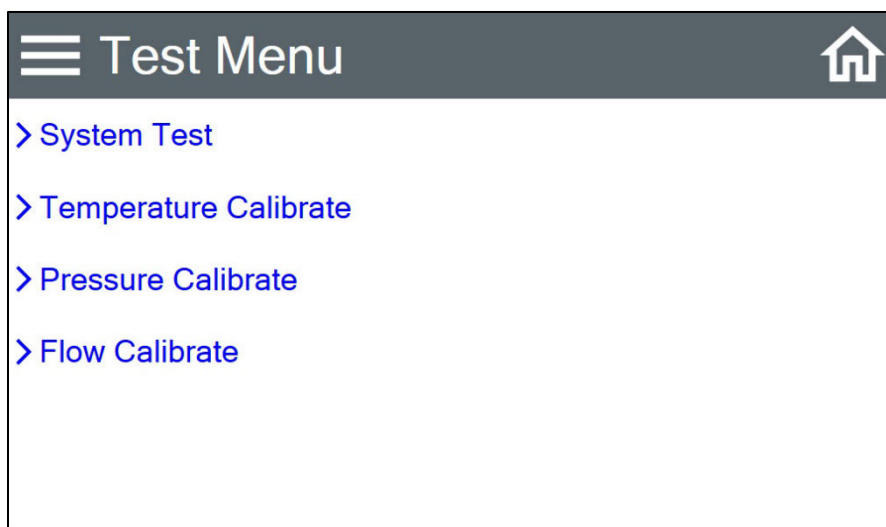 Test Menu
System Test
Temperature Calibrate
Pressure Calibrate
Flow Calibrate